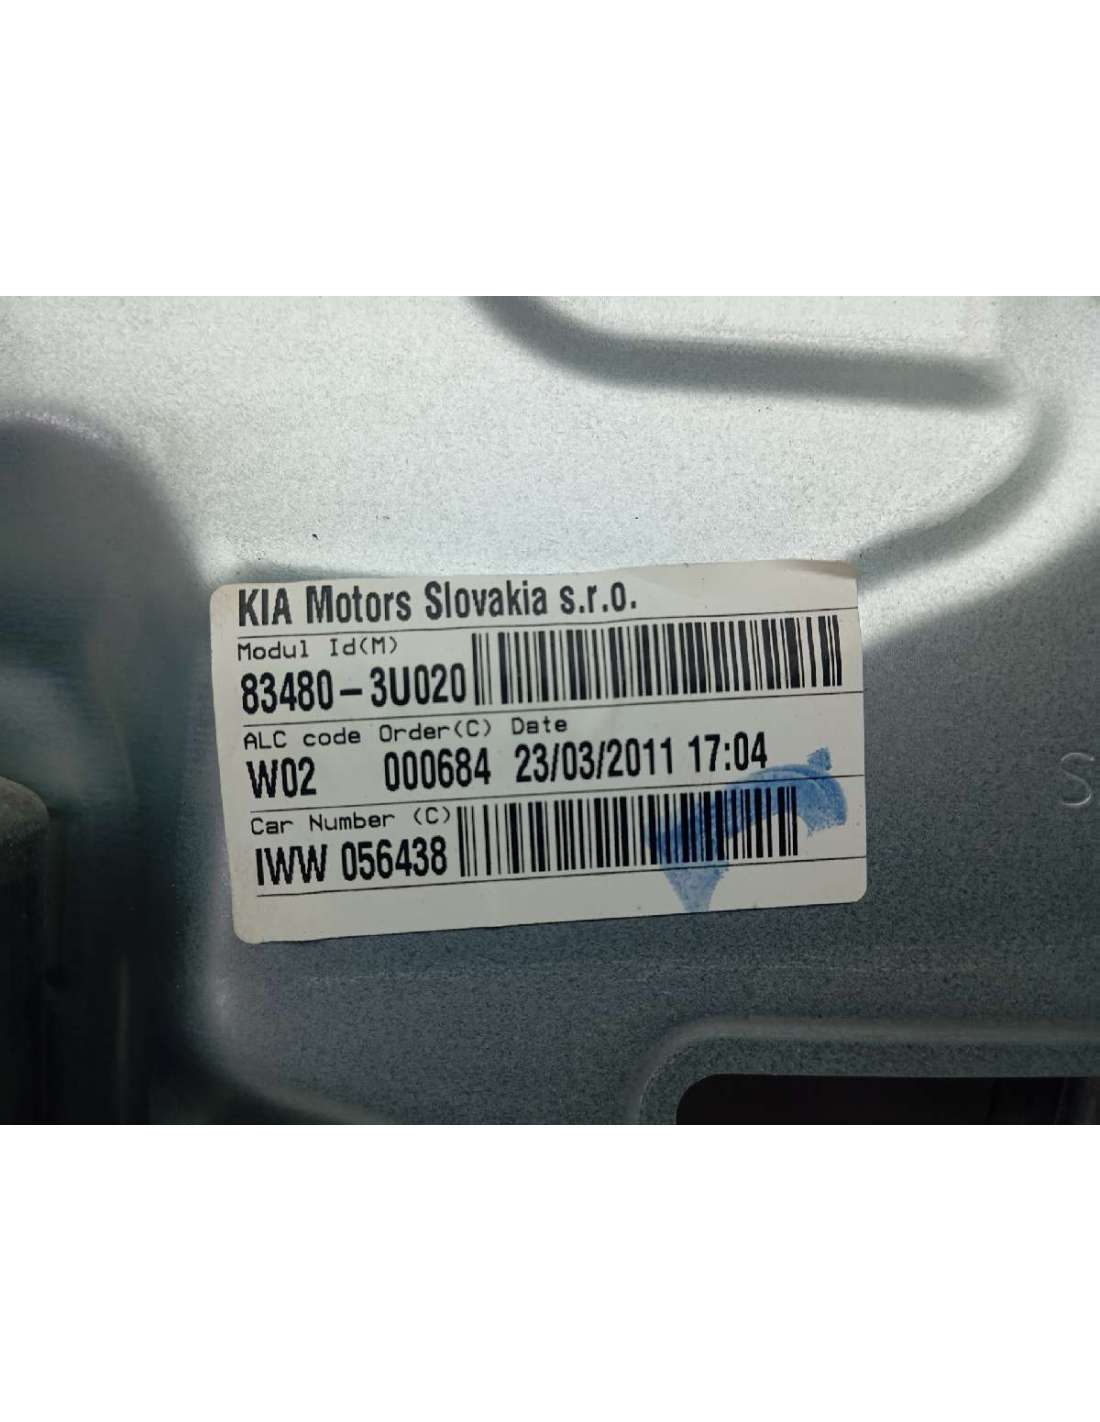 KIA Motors Slovakia s.r.o.
Modul Id(M)
83480-3U020
ALC code Order(C) Date
W02 000684 23/03/2011 17:04
Car Number (C)
IWW 056438
S